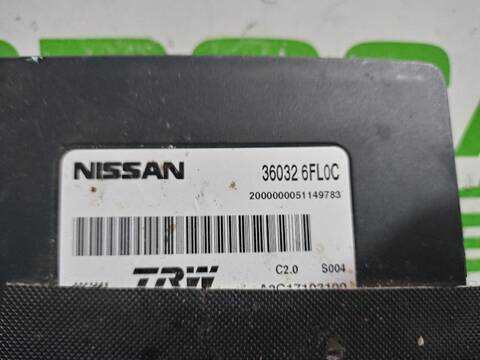 NISSAN 36032 6FL0C
2000000051149783
C2.0 S004
TRW